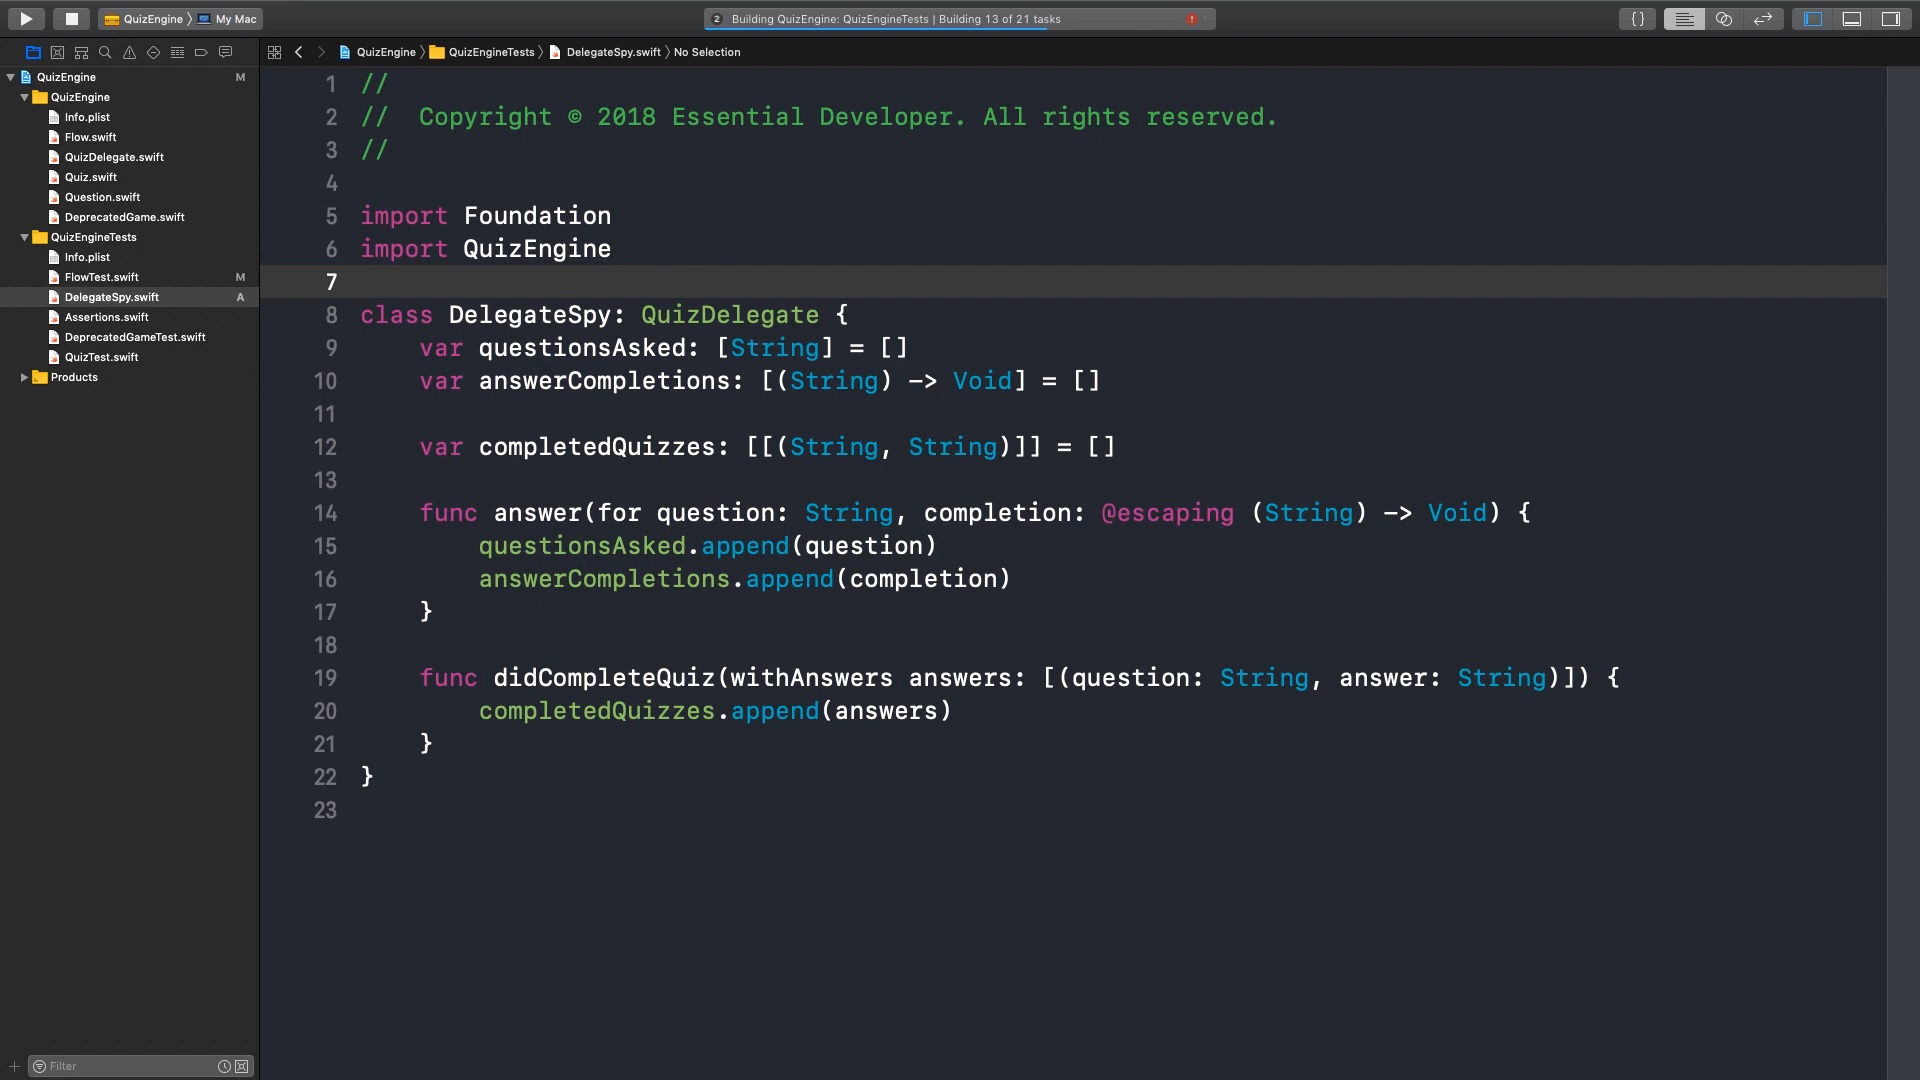 QuizEngine 〉 My Mac
2 Building QuizEngine: QuizEngineTests | Building 13 of 21 tasks
{}
QuizEngine 〉 QuizEngineTests 〉 DelegateSpy.swift 〉 No Selection
QuizEngine M
QuizEngine
Info.plist
Flow.swift
QuizDelegate.swift
Quiz.swift
Question.swift
DeprecatedGame.swift
QuizEngineTests
Info.plist
FlowTest.swift M
DelegateSpy.swift A
Assertions.swift
DeprecatedGameTest.swift
QuizTest.swift
Products
Filter
1 //
2 //  Copyright © 2018 Essential Developer. All rights reserved.
3 //
4
5 import Foundation
6 import QuizEngine
7
8 class DelegateSpy: QuizDelegate {
9     var questionsAsked: [String] = []
10     var answerCompletions: [(String) -> Void] = []
11
12     var completedQuizzes: [[(String, String)]] = []
13
14     func answer(for question: String, completion: @escaping (String) -> Void) {
15         questionsAsked.append(question)
16         answerCompletions.append(completion)
17     }
18
19     func didCompleteQuiz(withAnswers answers: [(question: String, answer: String)]) {
20         completedQuizzes.append(answers)
21     }
22 }
23